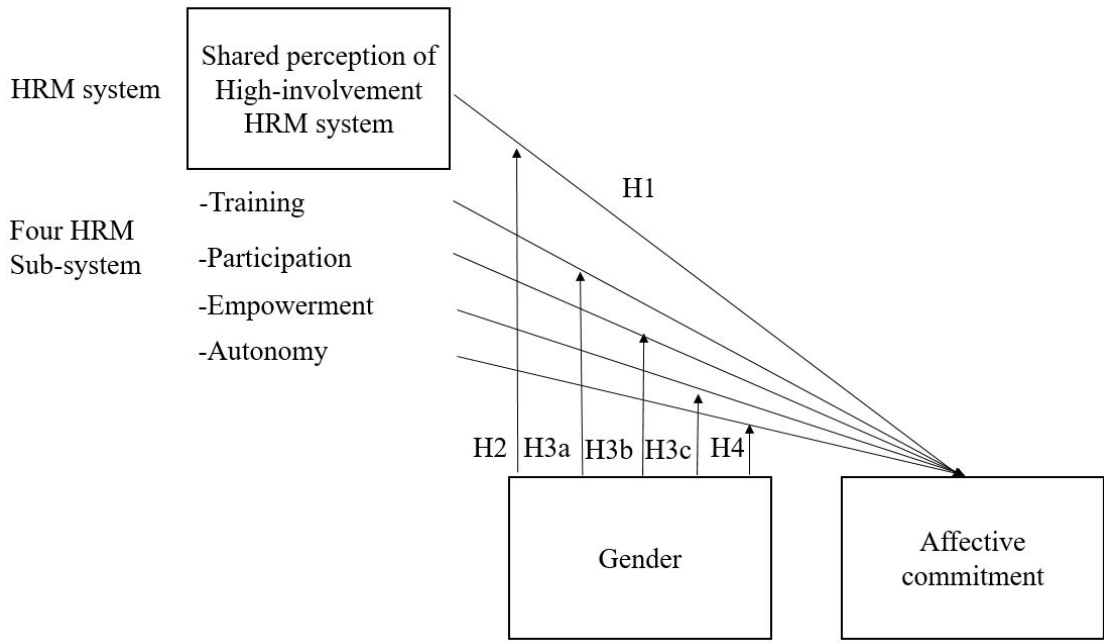 HRM system
Shared perception of
High-involvement
HRM system
H1
Four HRM
Sub-system
-Training
-Participation
-Empowerment
-Autonomy
H2
H3a
H3b
H3c
H4
Gender
Affective
commitment